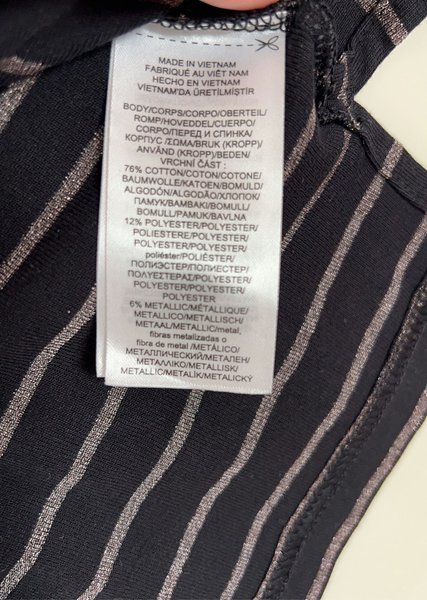 MADE IN VIETNAM
FABRIQUÉ AU VIÊT NAM
HECHO EN VIETNAM
VİETNAM'DA ÜRETİLMİŞTİR
BODY/CORPS/CORPO/OBERTEIL/
ROMP/HOVEDDEL/CUERPO/
CORPO/ПЕРЕД И СПИНКА/
КОРПУС /ΣΩΜΑ/BRUK (KROPP)/
ANVÄND (KROPP)/BEDEN/
VRCHNÍ ČÁST :
76% COTTON/COTON/COTONE/
BAUMWOLLE/KATOEN/BOMULD/
ALGODÓN/ALGODÃO/ХЛОПОК/
ПАМУК/ΒΑΜΒΑΚΙ/BOMULL/
BOMULL/PAMUK/BAVLNA
12% POLYESTER/POLYESTER/
POLIESTERE/POLYESTER/
POLYESTER/POLYESTER/
poliéster/POLIÉSTER/
ПОЛИЭСТЕР/ПОЛИЕСТЕР/
ΠΟΛΥΕΣΤΕΡΑΣ/POLYESTER/
POLYESTER/POLYESTER/
POLYESTER
6% METALLIC/MÉTALLIQUE/
METALLICO/METALLISCH/
METAAL/METALLIC/metal,
fibras metalizadas o
fibra de metal /METÁLICO/
МЕТАЛЛИЧЕСКИЙ/МЕТАЛЕН/
ΜΕΤΑΛΛΙΚΟ/METALLISK/
METALLIC/METALİK/METALICKÝ